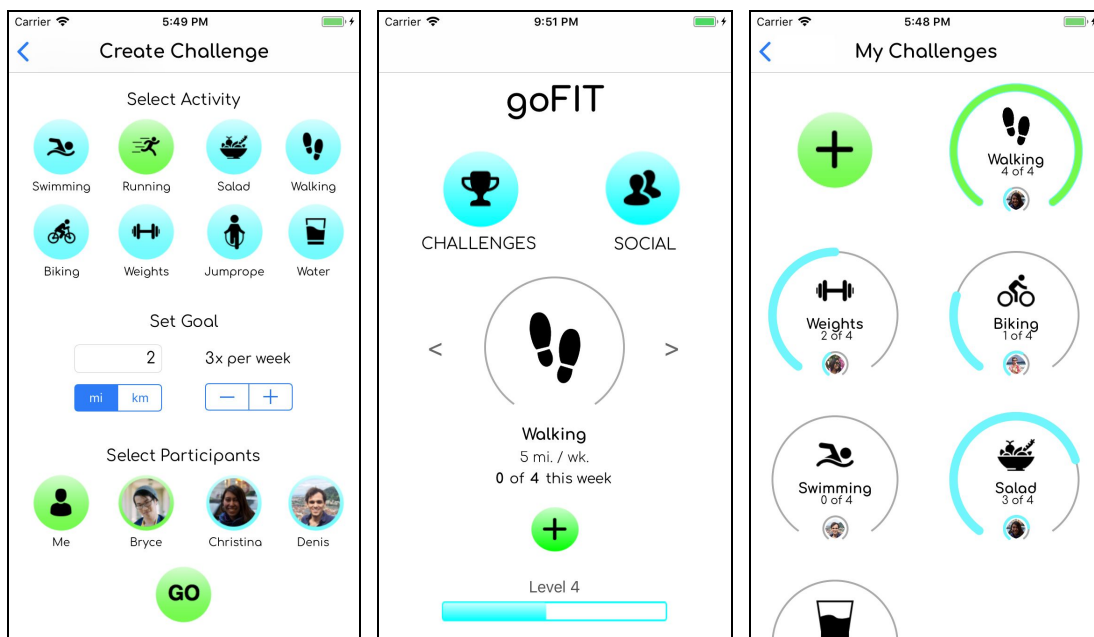 Carrier 5:49 PM
Create Challenge
Select Activity
Swimming Running Salad Walking
Biking Weights Jumprope Water
Set Goal
2 3x per week
mi km − +
Select Participants
Me Bryce Christina Denis
GO
Carrier 9:51 PM
goFIT
CHALLENGES SOCIAL
< >
Walking
5 mi. / wk.
0 of 4 this week
+
Level 4
Carrier 5:48 PM
My Challenges
+
Walking
4 of 4
Weights
2 of 4
Biking
1 of 4
Swimming
0 of 4
Salad
3 of 4